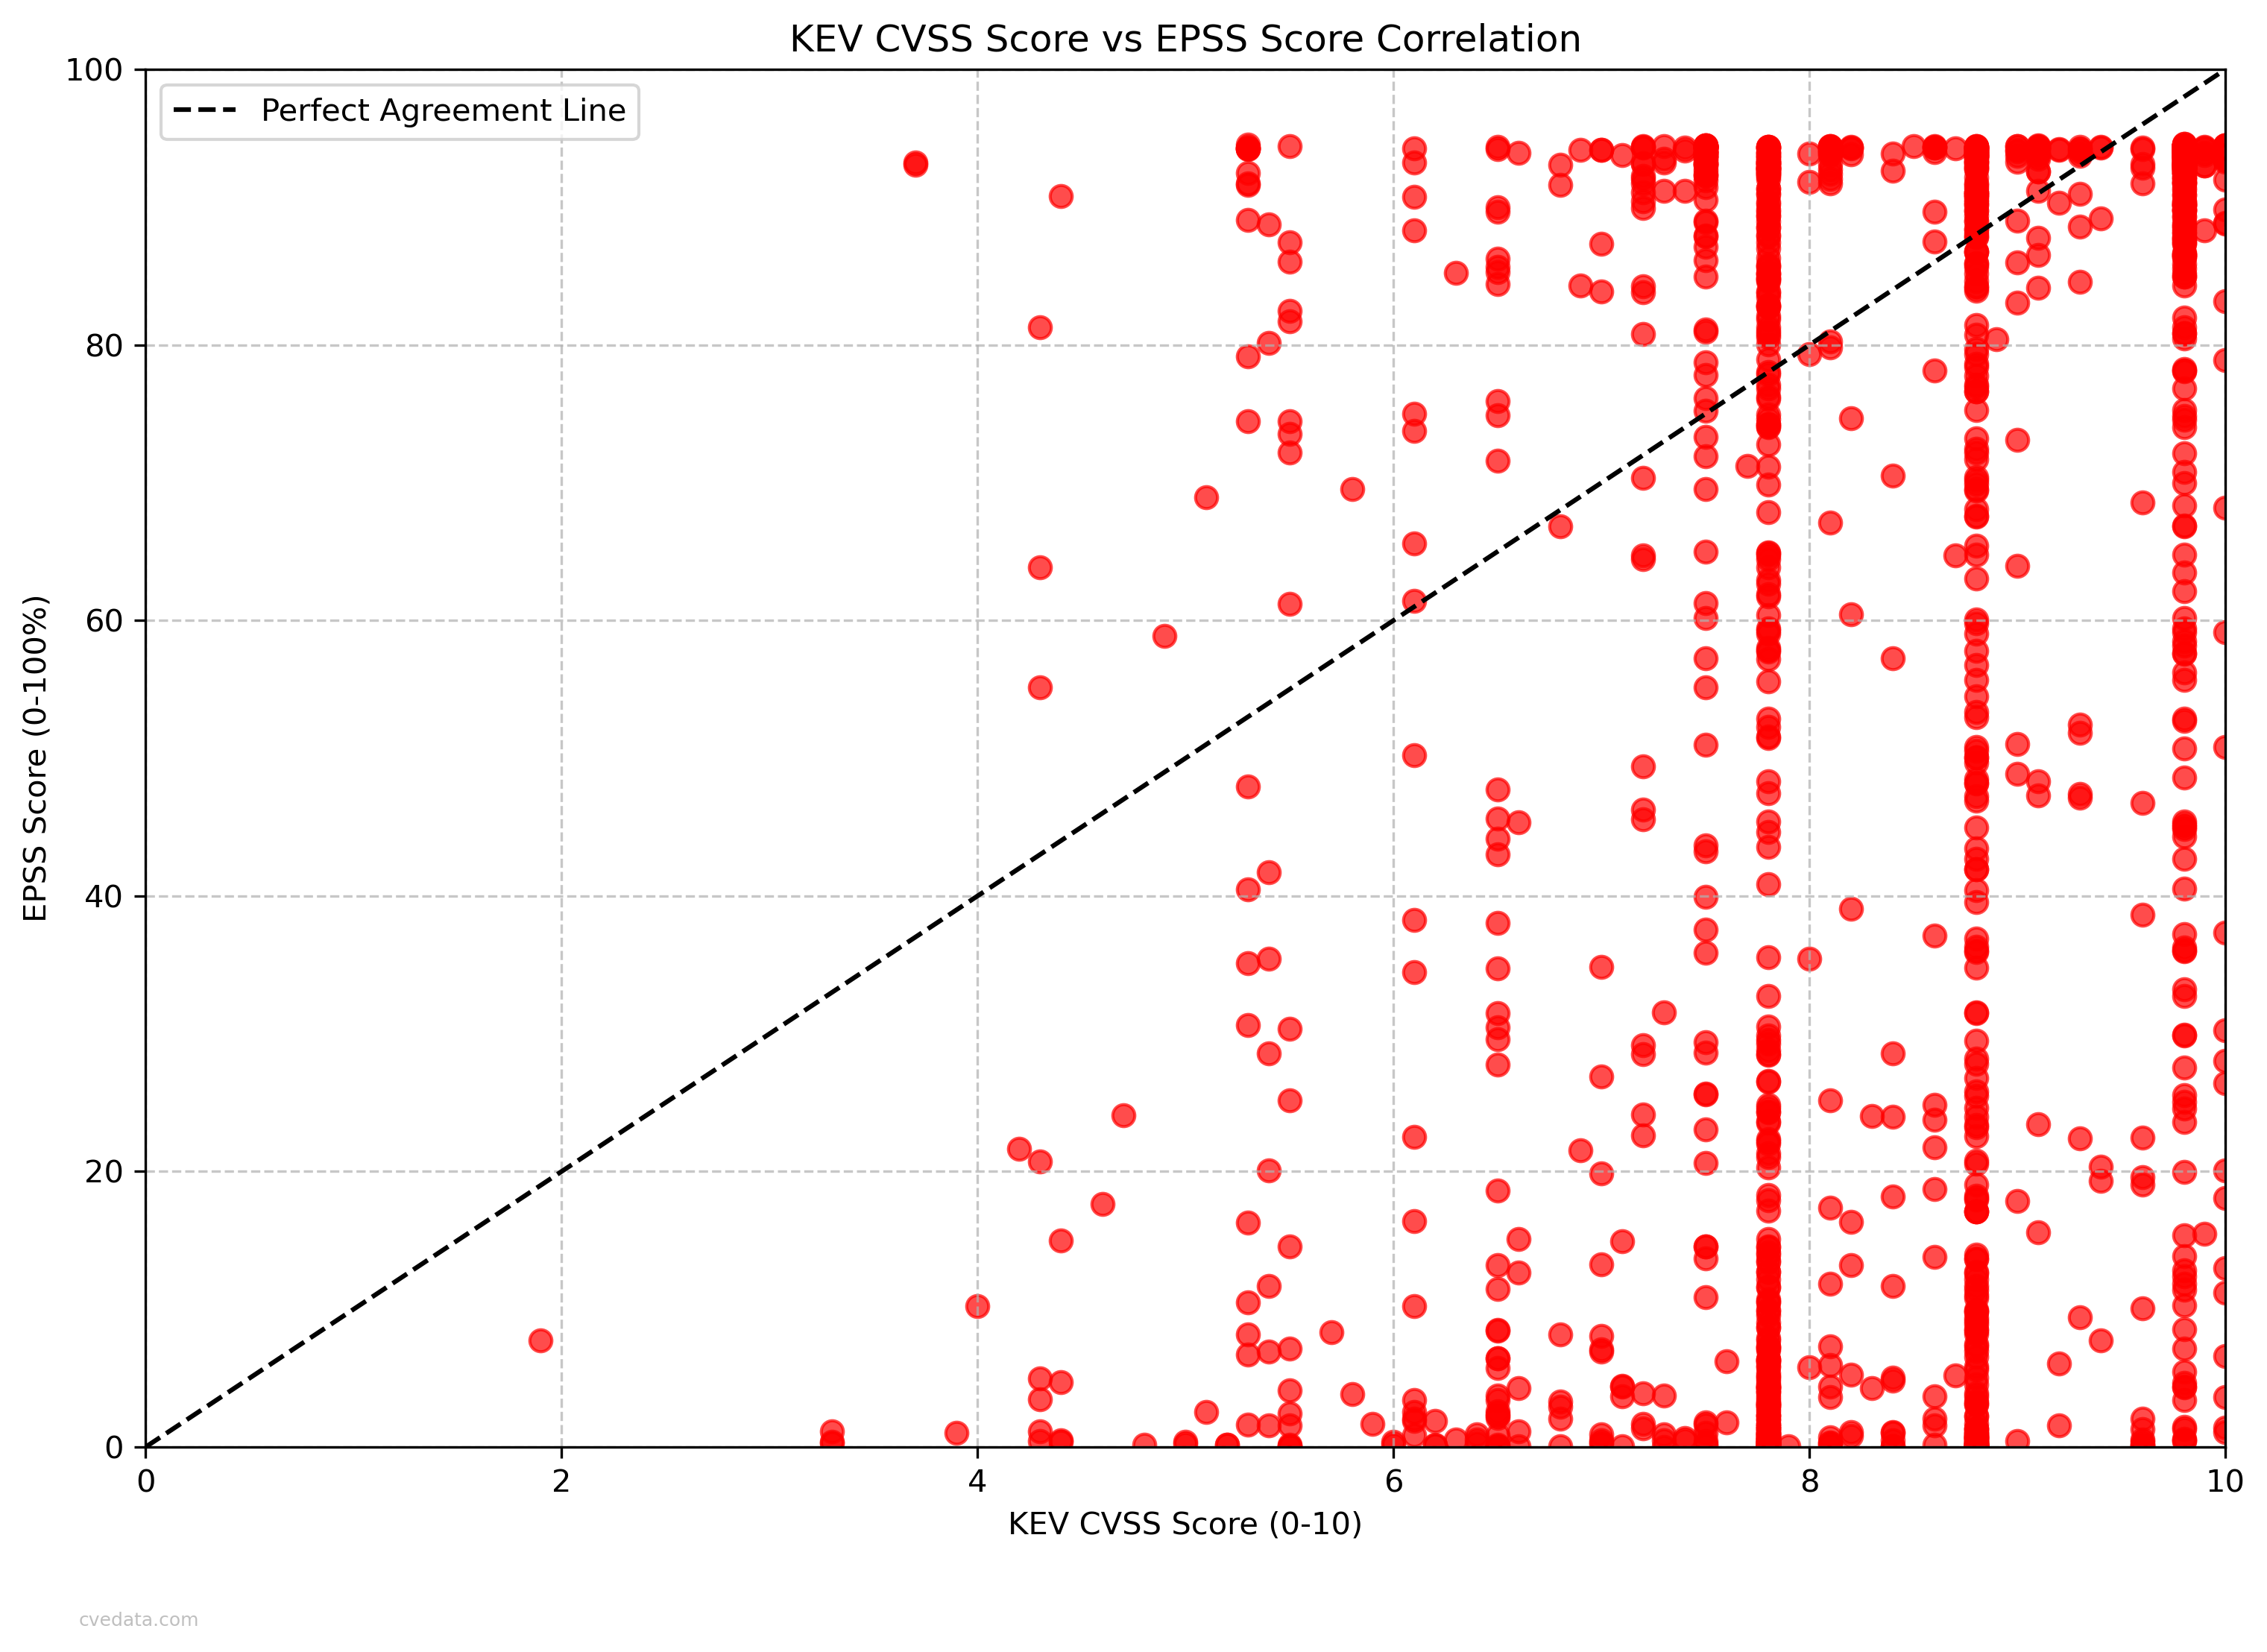 KEV CVSS Score vs EPSS Score Correlation
Perfect Agreement Line
EPSS Score (0-100%)
100
80
60
40
20
0
0 2 4 6 8 10
KEV CVSS Score (0-10)
cvedata.com